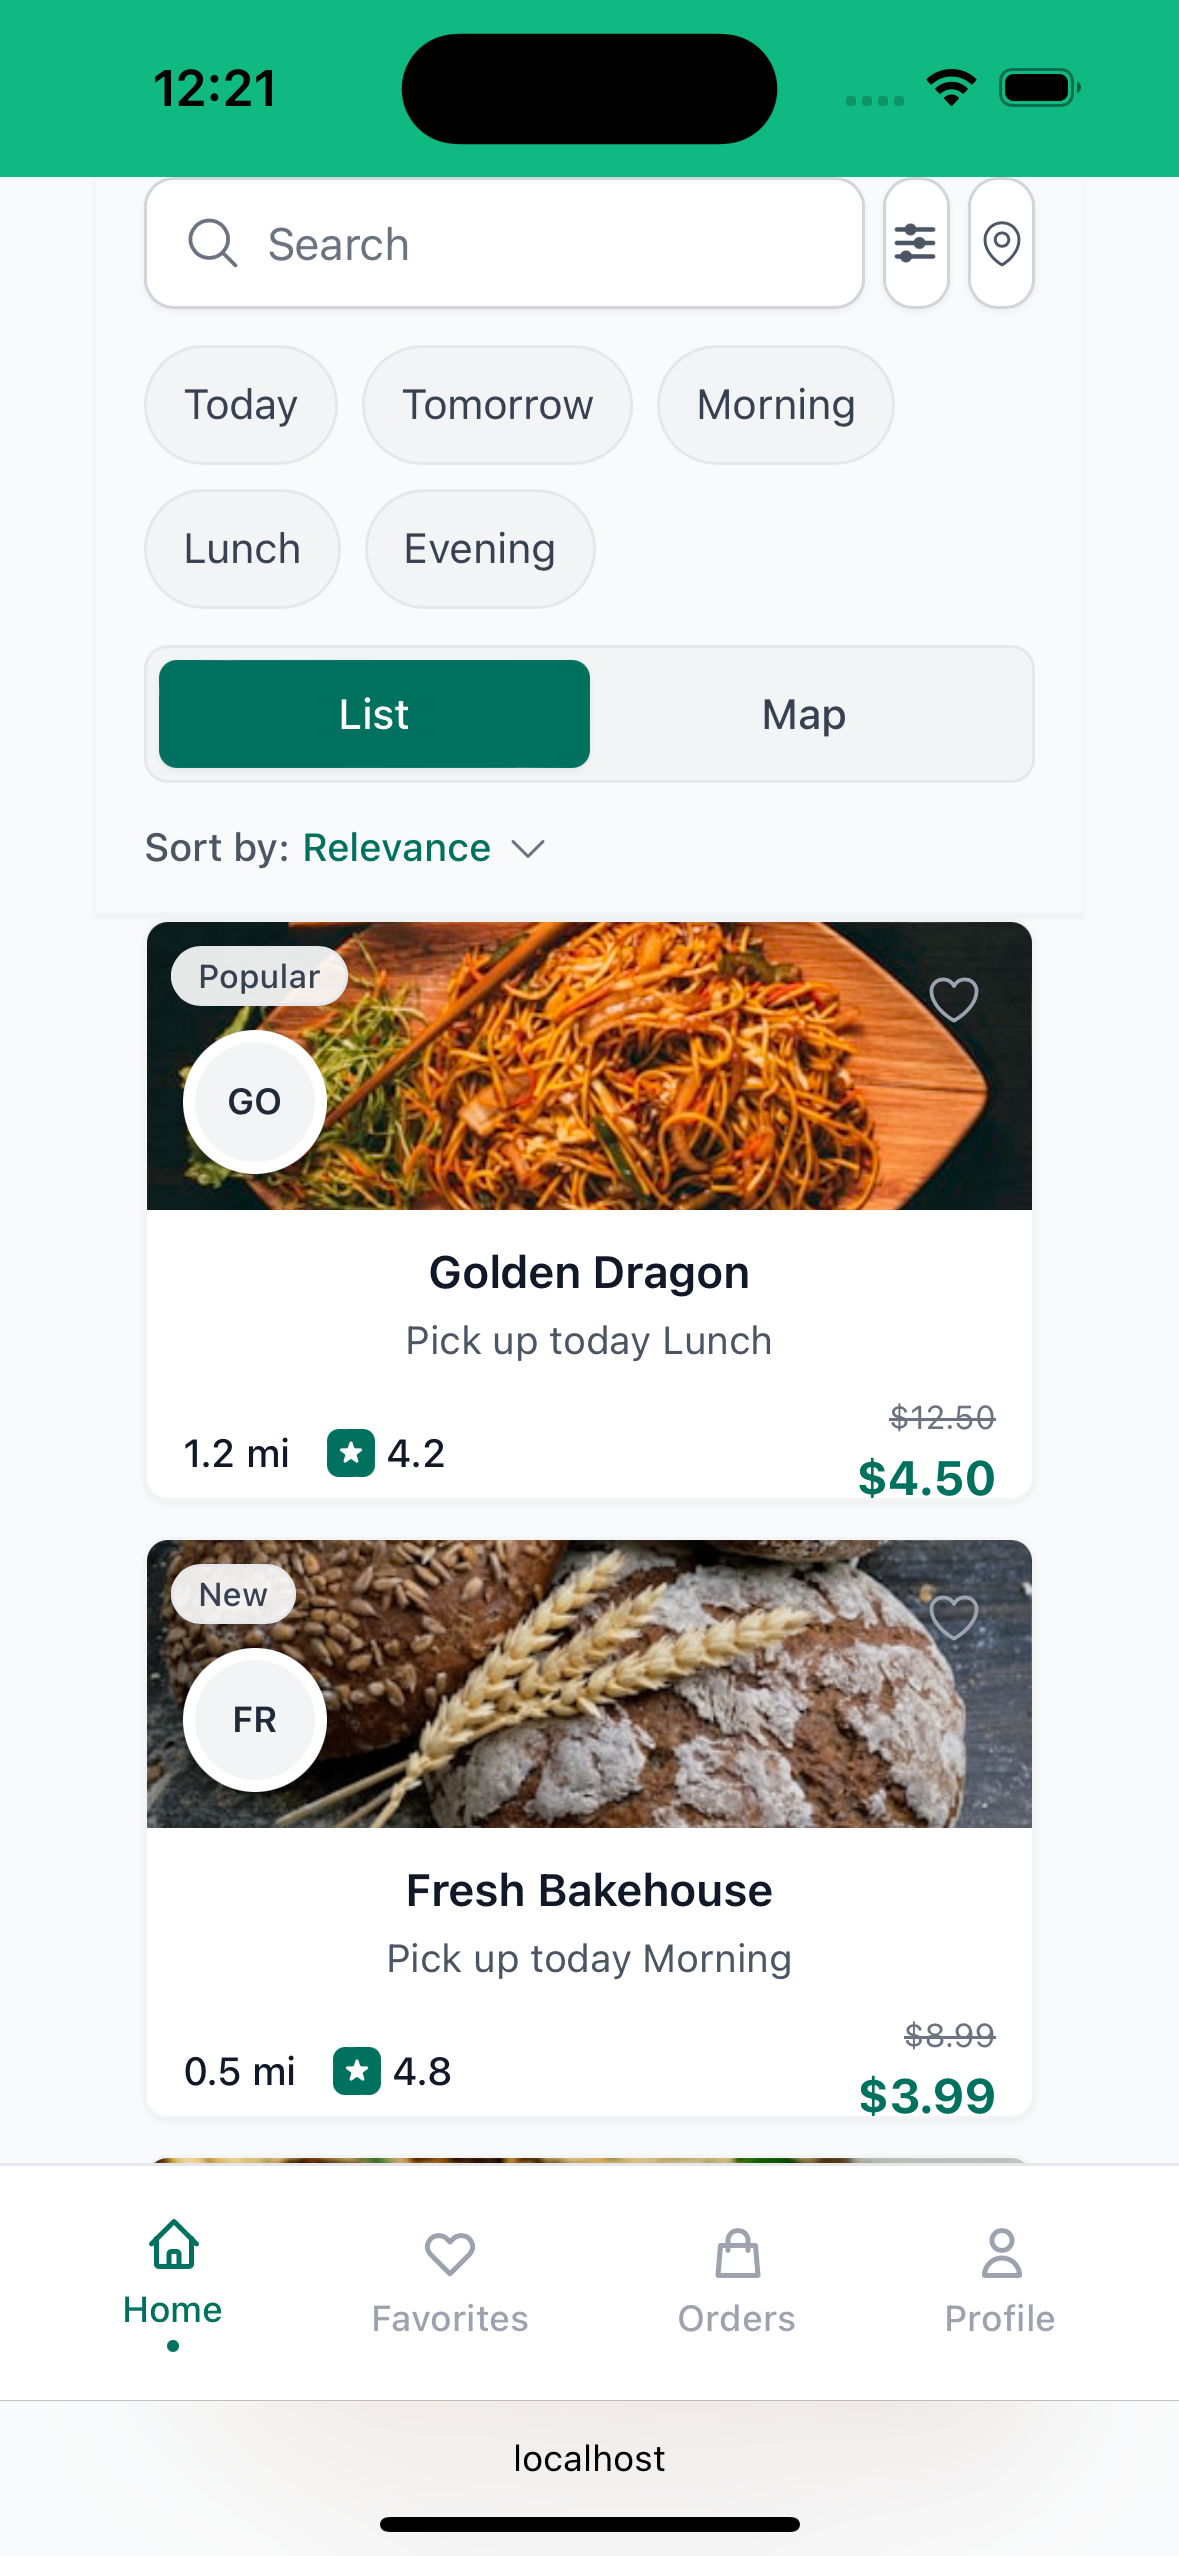 12:21
Search
Today
Tomorrow
Morning
Lunch
Evening
List
Map
Sort by: Relevance
Popular
GO
Golden Dragon
Pick up today Lunch
$12.50
1.2 mi
4.2
$4.50
New
FR
Fresh Bakehouse
Pick up today Morning
$8.99
0.5 mi
4.8
$3.99
Home
Favorites
Orders
Profile
localhost